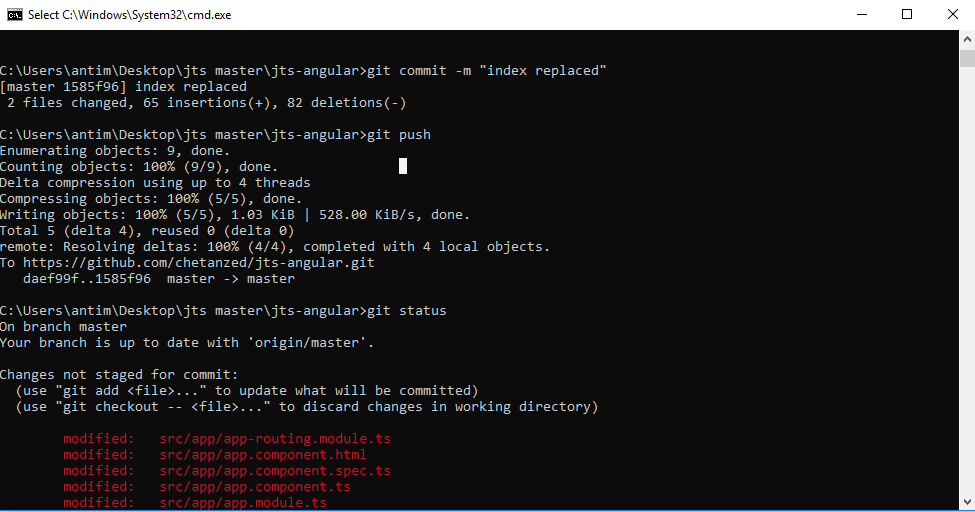 Select C:\Windows\System32\cmd.exe
C:\Users\antim\Desktop\jts master\jts-angular>git commit -m "index replaced"
[master 1585f96] index replaced
 2 files changed, 65 insertions(+), 82 deletions(-)
C:\Users\antim\Desktop\jts master\jts-angular>git push
Enumerating objects: 9, done.
Counting objects: 100% (9/9), done.
Delta compression using up to 4 threads
Compressing objects: 100% (5/5), done.
Writing objects: 100% (5/5), 1.03 KiB | 528.00 KiB/s, done.
Total 5 (delta 4), reused 0 (delta 0)
remote: Resolving deltas: 100% (4/4), completed with 4 local objects.
To https://github.com/chetanzed/jts-angular.git
   daef99f..1585f96  master -> master
C:\Users\antim\Desktop\jts master\jts-angular>git status
On branch master
Your branch is up to date with 'origin/master'.
Changes not staged for commit:
  (use "git add <file>..." to update what will be committed)
  (use "git checkout -- <file>..." to discard changes in working directory)
        modified:   src/app/app-routing.module.ts
        modified:   src/app/app.component.html
        modified:   src/app/app.component.spec.ts
        modified:   src/app/app.component.ts
        modified:   src/app/app.module.ts